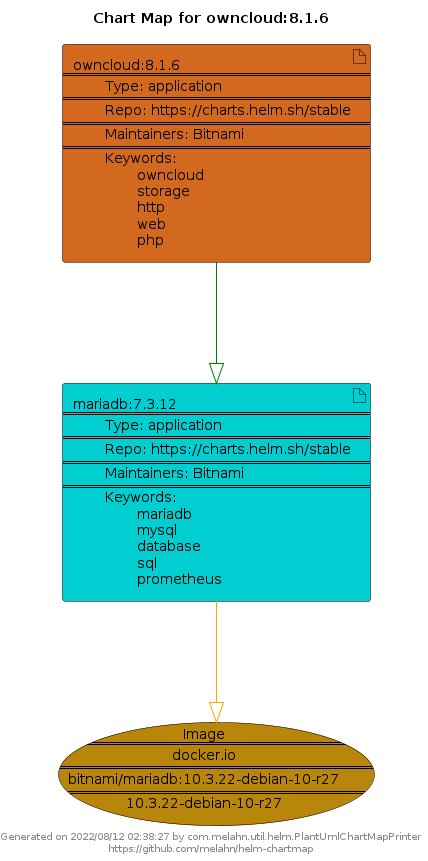 Chart Map for owncloud:8.1.6
owncloud:8.1.6
Type: application
Repo: https://charts.helm.sh/stable
Maintainers: Bitnami
Keywords:
owncloud
storage
http
web
php
mariadb:7.3.12
Type: application
Repo: https://charts.helm.sh/stable
Maintainers: Bitnami
Keywords:
mariadb
mysql
database
sql
prometheus
Image
docker.io
bitnami/mariadb:10.3.22-debian-10-r27
10.3.22-debian-10-r27
Generated on 2022/08/12 02:38:27 by com.melahn.util.helm.PlantUmlChartMapPrinter
https://github.com/melahn/helm-chartmap